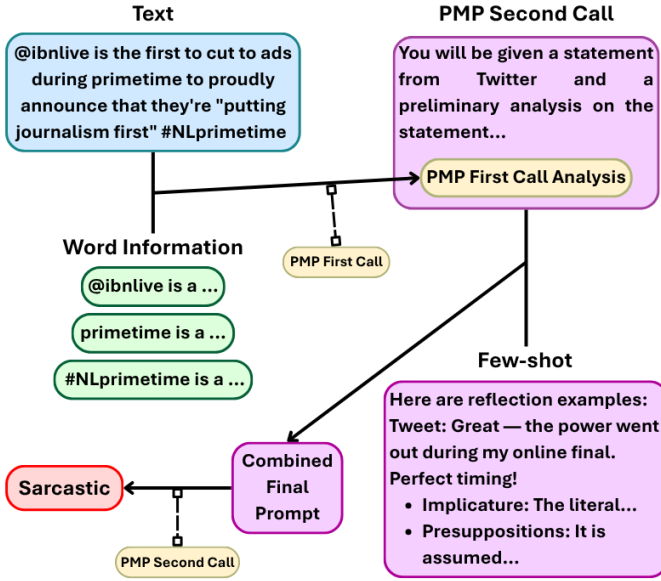 Text
@ibnlive is the first to cut to ads
during primetime to proudly
announce that they're "putting
journalism first" #NLprimetime
PMP Second Call
You will be given a statement
from Twitter and a
preliminary analysis on the
statement...
PMP First Call Analysis
Word Information
@ibnlive is a ...
primetime is a ...
#NLprimetime is a ...
PMP First Call
Few-shot
Here are reflection examples:
Tweet: Great — the power went
out during my online final.
Perfect timing!
• Implicature: The literal...
• Presuppositions: It is
assumed...
Combined
Final
Prompt
Sarcastic
PMP Second Call